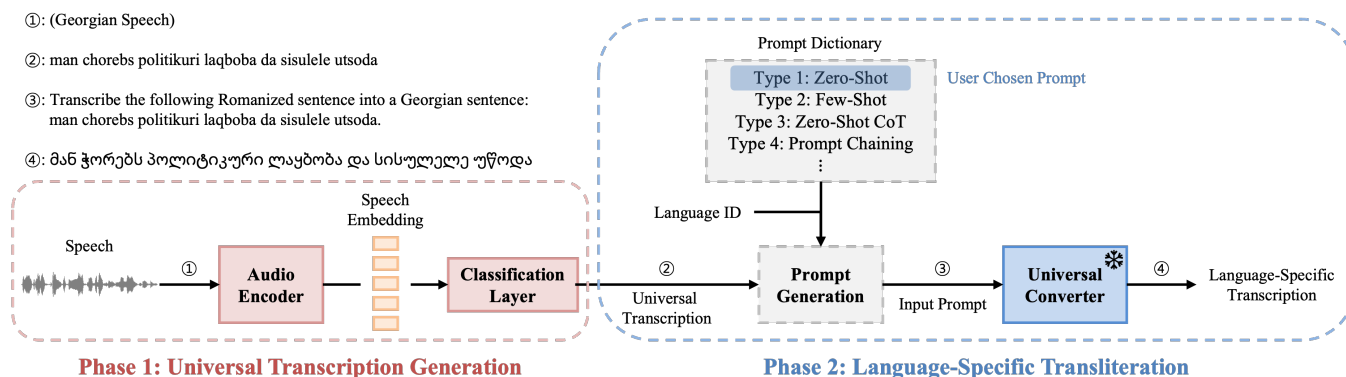 ①: (Georgian Speech)
②: man chorebs politikuri laqboba da sisulele utsoda
③: Transcribe the following Romanized sentence into a Georgian sentence:
man chorebs politikuri laqboba da sisulele utsoda.
④: მან ჭორებს პოლიტიკური ლაყბობა და სისულელე უწოდა
Speech
①
Audio
Encoder
Speech
Embedding
Classification
Layer
Phase 1: Universal Transcription Generation
Prompt Dictionary
Type 1: Zero-Shot
Type 2: Few-Shot
Type 3: Zero-Shot CoT
Type 4: Prompt Chaining
⋮
User Chosen Prompt
Language ID
②
Universal
Transcription
Prompt
Generation
③
Input Prompt
Universal
Converter
④
Language-Specific
Transcription
Phase 2: Language-Specific Transliteration